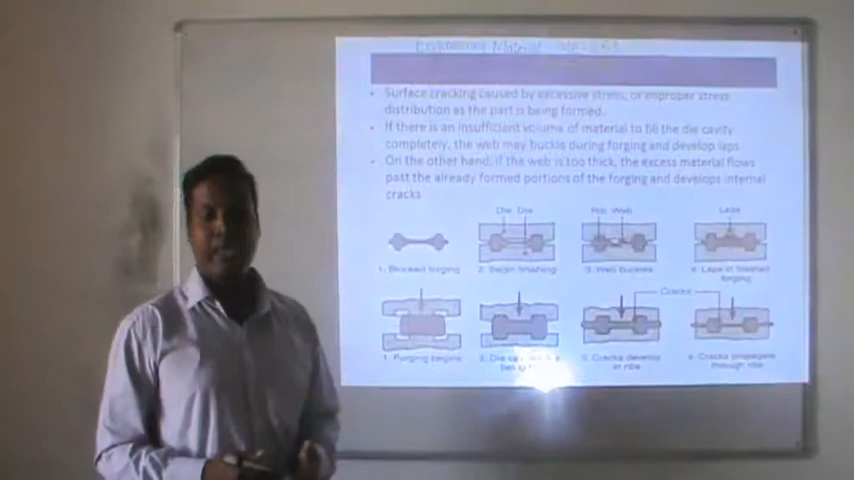 Engineering Material
Surface cracking caused by excessive stress, or improper stress
distribution as the part is being formed.
If there is an insufficient volume of material to fill the die cavity
completely, the web may buckle during forging and develop laps
On the other hand, if the web is too thick, the excess material flows
past the already formed portions of the forging and develops internal
cracks
Die Die Rib Web Laps
1. Blocked forging 2. Begin finishing 3. Web buckles 4. Laps in finished
forging
Cracks
1. Forging begins 2. Die 3. Cracks develop 4. Cracks propagate
in ribs through ribs